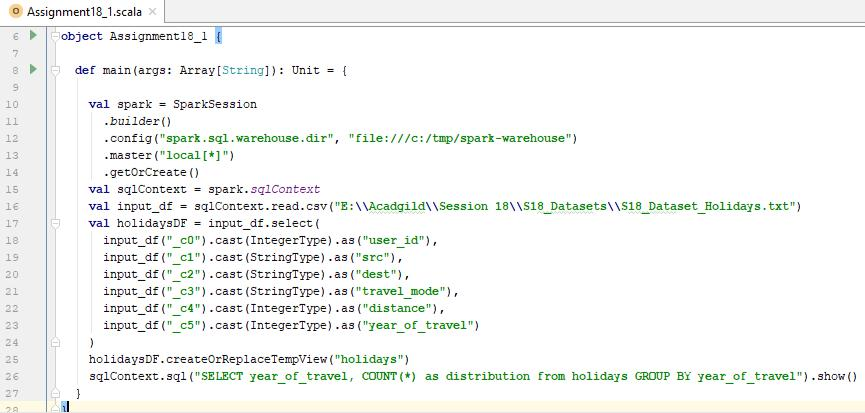 Assignment18_1.scala
6 object Assignment18_1 {
7
8 def main(args: Array[String]): Unit = {
9
10 val spark = SparkSession
11 .builder()
12 .config("spark.sql.warehouse.dir", "file:///c:/tmp/spark-warehouse")
13 .master("local[*]")
14 .getOrCreate()
15 val sqlContext = spark.sqlContext
16 val input_df = sqlContext.read.csv("E:\\Acadgild\\Session 18\\S18_Datasets\\S18_Dataset_Holidays.txt")
17 val holidaysDF = input_df.select(
18 input_df("_c0").cast(IntegerType).as("user_id"),
19 input_df("_c1").cast(StringType).as("src"),
20 input_df("_c2").cast(StringType).as("dest"),
21 input_df("_c3").cast(StringType).as("travel_mode"),
22 input_df("_c4").cast(IntegerType).as("distance"),
23 input_df("_c5").cast(IntegerType).as("year_of_travel")
24 )
25 holidaysDF.createOrReplaceTempView("holidays")
26 sqlContext.sql("SELECT year_of_travel, COUNT(*) as distribution from holidays GROUP BY year_of_travel").show()
27 }
28 }